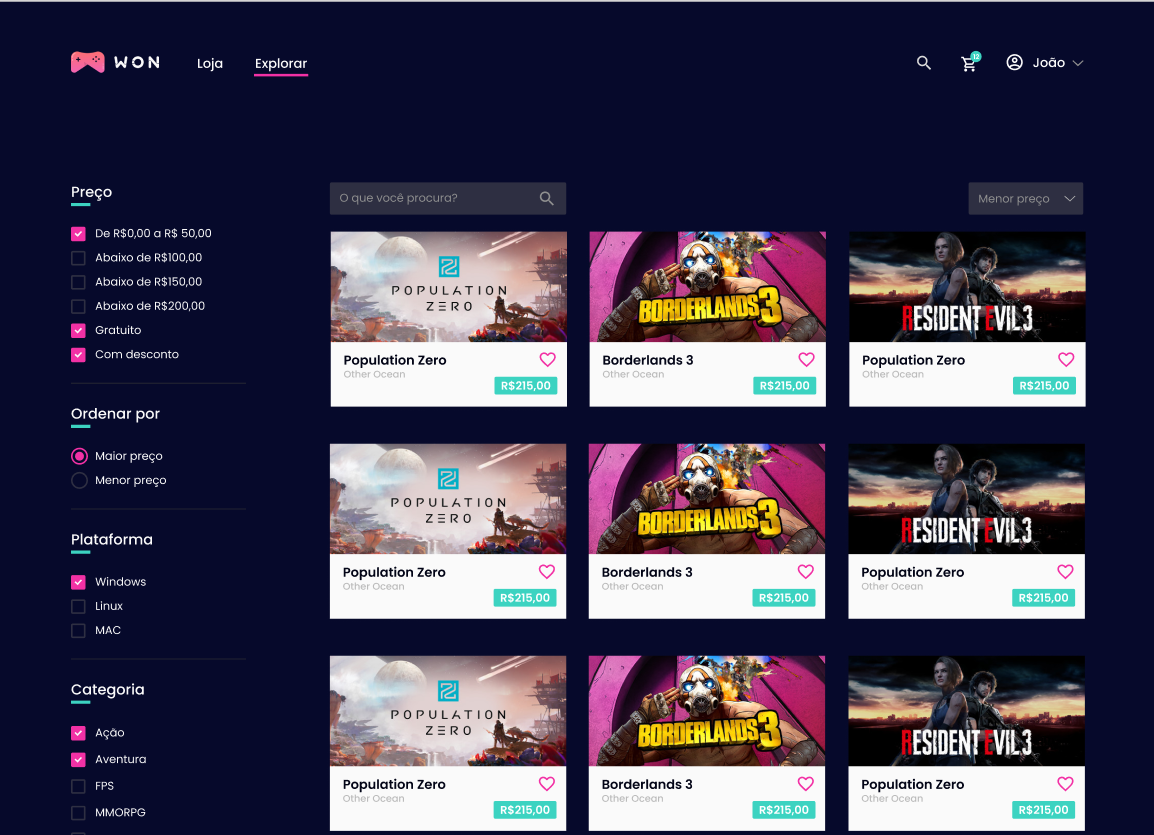 WON
Loja
Explorar
12
João
Preço
De R$0,00 a R$ 50,00
Abaixo de R$100,00
Abaixo de R$150,00
Abaixo de R$200,00
Gratuito
Com desconto
Ordenar por
Maior preço
Menor preço
Plataforma
Windows
Linux
MAC
Categoria
Ação
Aventura
FPS
MMORPG
O que você procura?
Menor preço
POPULATION
ZERO
Population Zero
Other Ocean
R$215,00
BORDERLANDS 3
Borderlands 3
Other Ocean
R$215,00
RESIDENT EVIL 3
Population Zero
Other Ocean
R$215,00
POPULATION
ZERO
Population Zero
Other Ocean
R$215,00
BORDERLANDS 3
Borderlands 3
Other Ocean
R$215,00
RESIDENT EVIL 3
Population Zero
Other Ocean
R$215,00
POPULATION
ZERO
Population Zero
Other Ocean
R$215,00
BORDERLANDS 3
Borderlands 3
Other Ocean
R$215,00
RESIDENT EVIL 3
Population Zero
Other Ocean
R$215,00